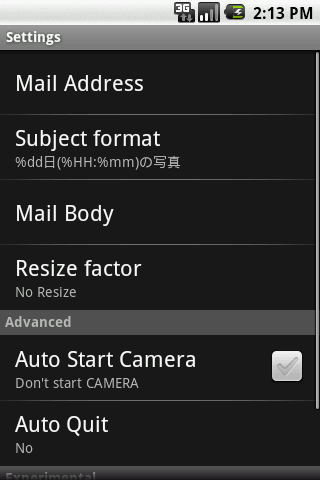 3G 2:13 PM
Settings
Mail Address
Subject format
%dd日(%HH:%mm)の写真
Mail Body
Resize factor
No Resize
Advanced
Auto Start Camera
Don't start CAMERA
Auto Quit
No
Experimental